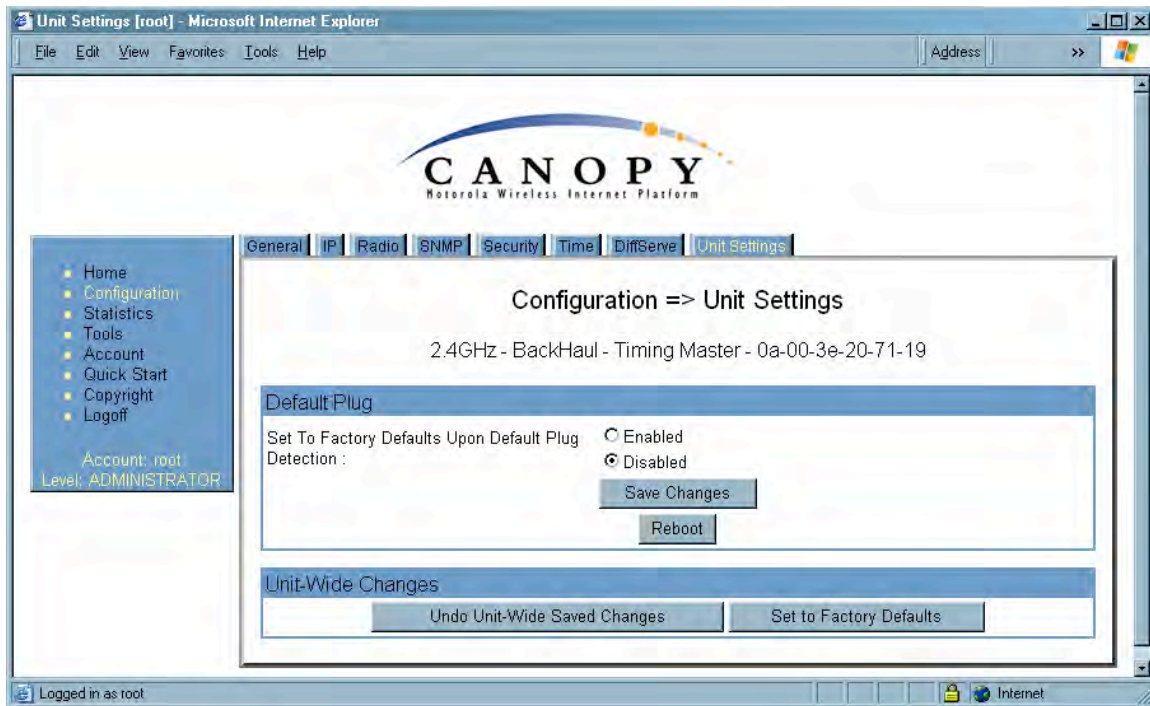 Unit Settings [root] - Microsoft Internet Explorer
File Edit View Favorites Tools Help
Address
»
CANOPY
Motorola Wireless Internet Platform
General IP Radio SNMP Security Time DiffServe Unit Settings
Home
Configuration
Statistics
Tools
Account
Quick Start
Copyright
Logoff
Account: root
Level: ADMINISTRATOR
Configuration => Unit Settings
2.4GHz - BackHaul - Timing Master - 0a-00-3e-20-71-19
Default Plug
Set To Factory Defaults Upon Default Plug
Detection :
Enabled
Disabled
Save Changes
Reboot
Unit-Wide Changes
Undo Unit-Wide Saved Changes
Set to Factory Defaults
Logged in as root
Internet